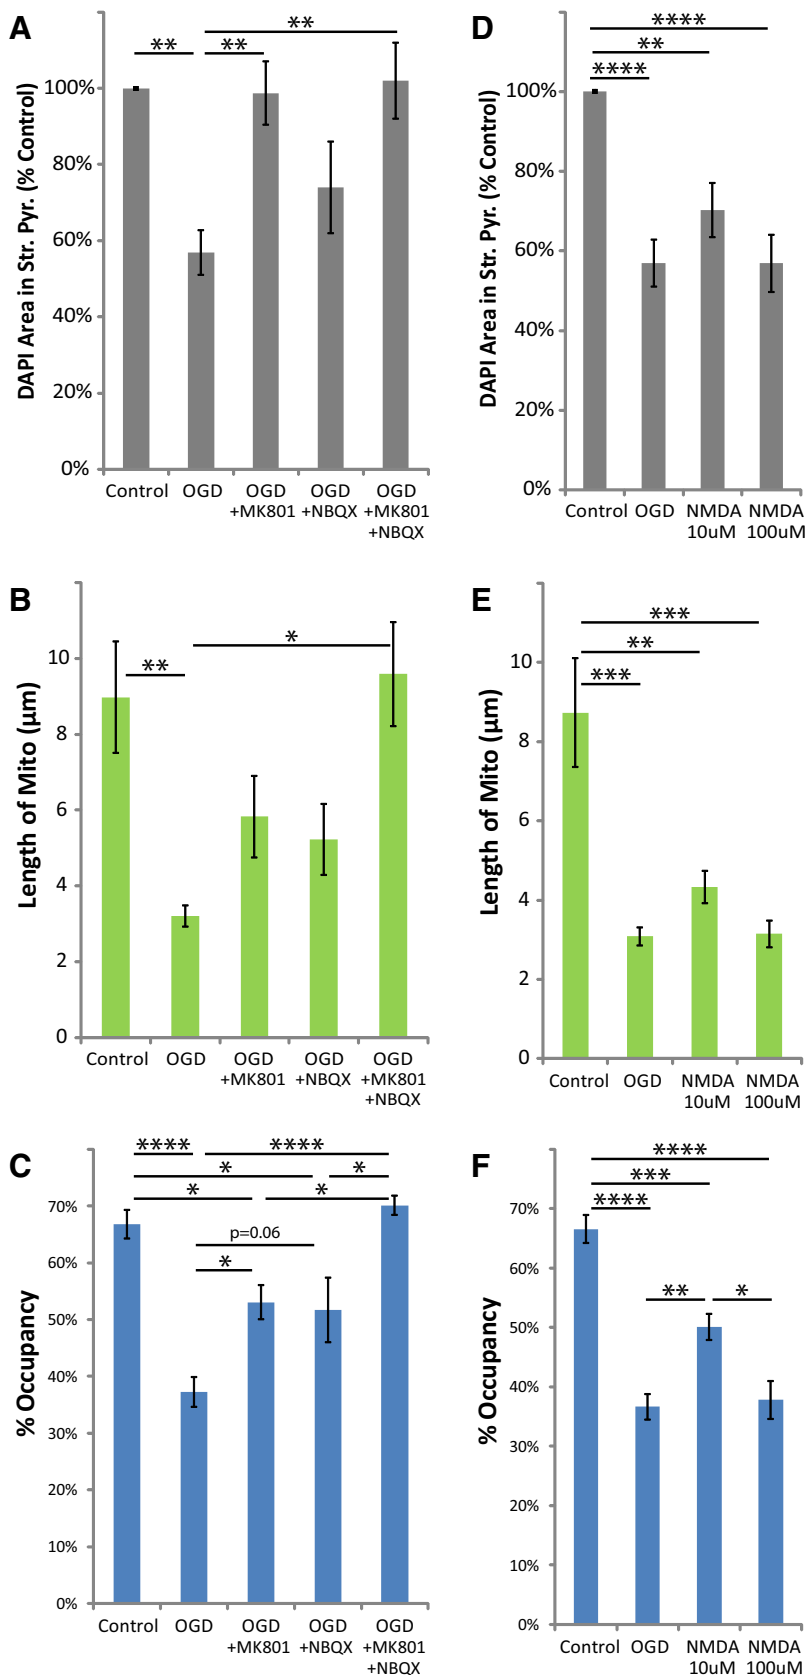 A
DAPI Area in Str. Pyr. (% Control)
100%
80%
60%
40%
20%
0%
**
**
**
Control
OGD
OGD
+MK801
OGD
+NBQX
OGD
+MK801
+NBQX
B
Length of Mito (μm)
10
8
6
4
2
0
**
*
Control
OGD
OGD
+MK801
OGD
+NBQX
OGD
+MK801
+NBQX
C
% Occupancy
70%
60%
50%
40%
30%
20%
10%
0%
**** ****
* *
* *
p=0.06
*
Control
OGD
OGD
+MK801
OGD
+NBQX
OGD
+MK801
+NBQX
D
DAPI Area in Str. Pyr. (% Control)
100%
80%
60%
40%
20%
0%
****
**
****
Control
OGD
NMDA
10uM
NMDA
100uM
E
Length of Mito (μm)
10
8
6
4
2
0
***
**
***
Control
OGD
NMDA
10uM
NMDA
100uM
F
% Occupancy
70%
60%
50%
40%
30%
20%
10%
0%
****
***
****
** *
Control
OGD
NMDA
10uM
NMDA
100uM